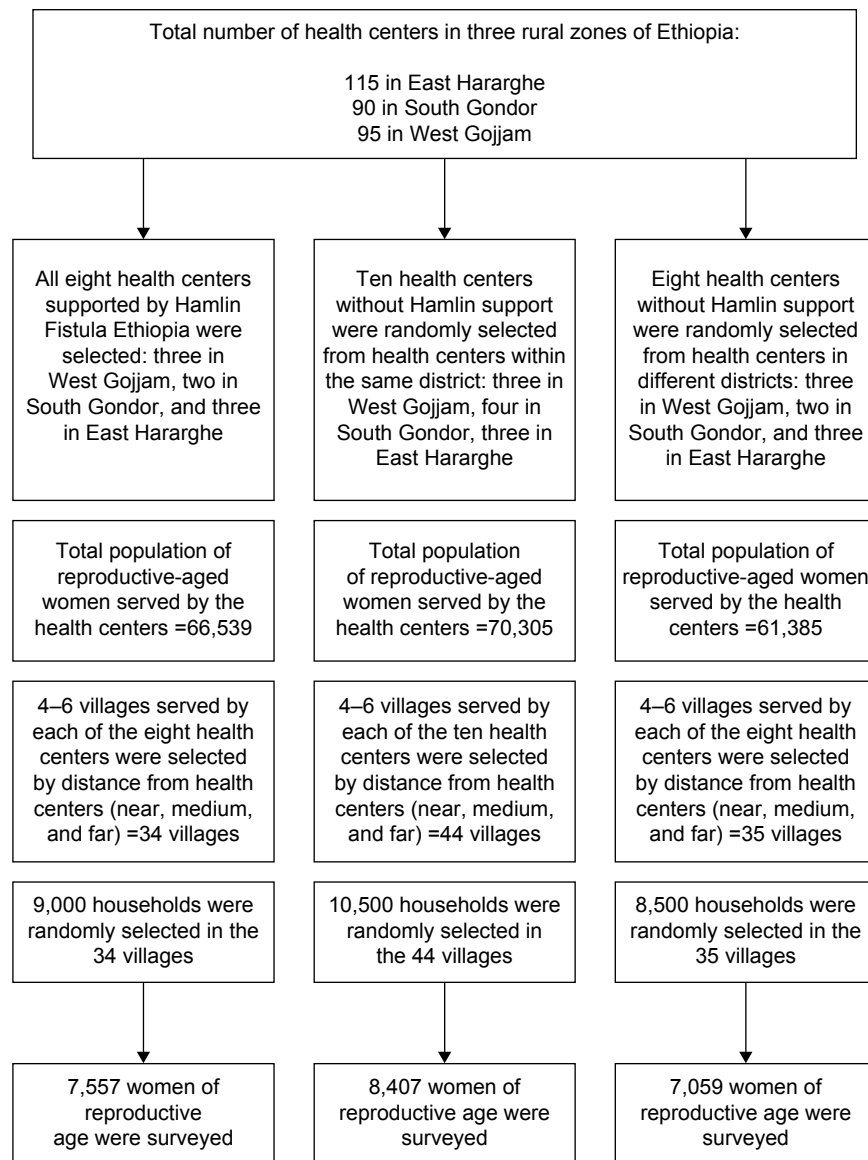 Total number of health centers in three rural zones of Ethiopia:
115 in East Hararghe
90 in South Gondor
95 in West Gojjam
All eight health centers
supported by Hamlin
Fistula Ethiopia were
selected: three in
West Gojjam, two in
South Gondor, and three
in East Hararghe
Ten health centers
without Hamlin support
were randomly selected
from health centers within
the same district: three in
West Gojjam, four in
South Gondor, three in
East Hararghe
Eight health centers
without Hamlin support
were randomly selected
from health centers in
different districts: three
in West Gojjam, two in
South Gondor, and three
in East Hararghe
Total population of
reproductive-aged
women served by the
health centers =66,539
Total population
of reproductive-aged
women served by the
health centers =70,305
Total population of
reproductive-aged women
served by the health
centers =61,385
4–6 villages served by
each of the eight health
centers were selected
by distance from health
centers (near, medium,
and far) =34 villages
4–6 villages served by
each of the ten health
centers were selected
by distance from health
centers (near, medium,
and far) =44 villages
4–6 villages served by
each of the eight health
centers were selected
by distance from health
centers (near, medium,
and far) =35 villages
9,000 households were
randomly selected in the
34 villages
10,500 households were
randomly selected in
the 44 villages
8,500 households were
randomly selected in the
35 villages
7,557 women of
reproductive
age were surveyed
8,407 women of
reproductive age were
surveyed
7,059 women of
reproductive age were
surveyed